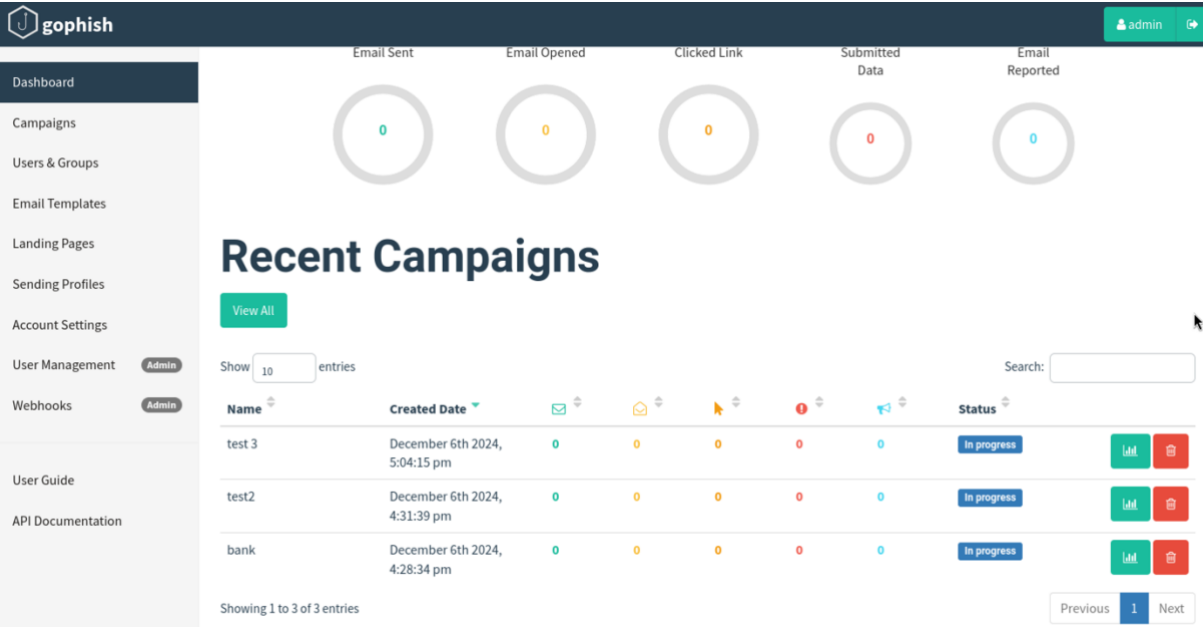 gophish
admin
Dashboard
Campaigns
Users & Groups
Email Templates
Landing Pages
Sending Profiles
Account Settings
User Management Admin
Webhooks Admin
User Guide
API Documentation
Email Sent
Email Opened
Clicked Link
Submitted
Data
Email
Reported
0 0 0 0 0
Recent Campaigns
View All
Show 10 entries
Search:
Name Created Date Status
test 3 December 6th 2024, 0 0 0 0 0 In progress
5:04:15 pm
test2 December 6th 2024, 0 0 0 0 0 In progress
4:31:39 pm
bank December 6th 2024, 0 0 0 0 0 In progress
4:28:34 pm
Showing 1 to 3 of 3 entries
Previous 1 Next